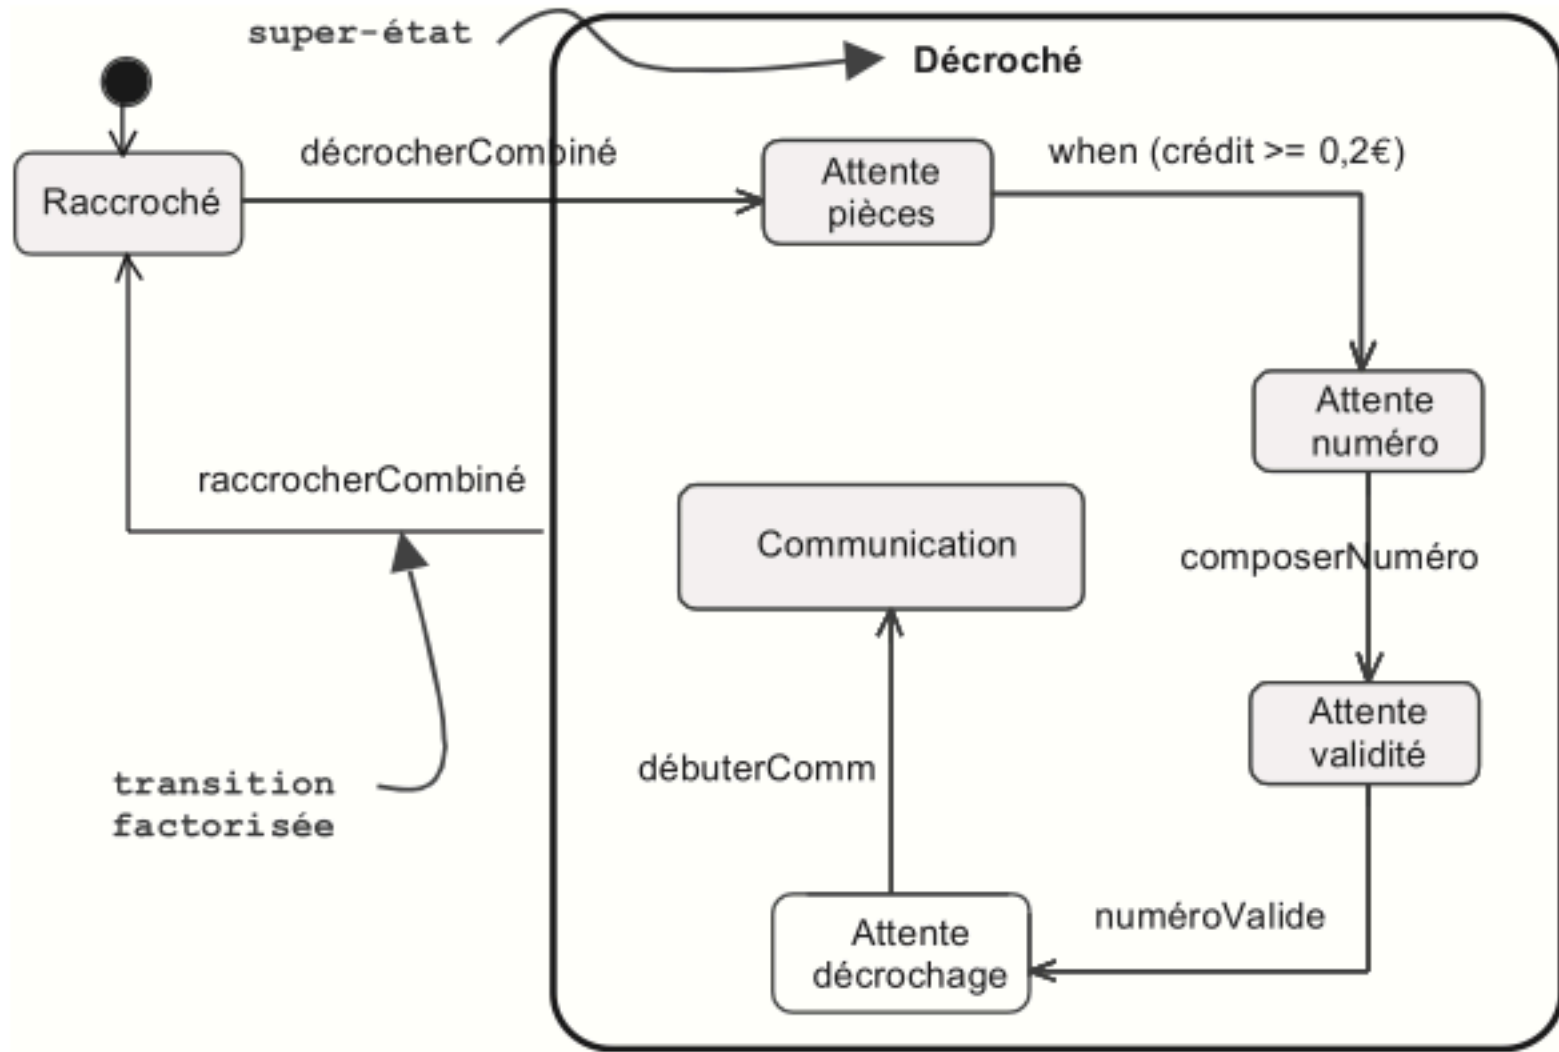 super-état
Décroché
décrocherCombiné
when (crédit >= 0,2€)
Raccroché
Attente
pièces
Attente
numéro
raccrocherCombiné
Communication
composerNuméro
Attente
validité
débuterComm
transition
factorisée
numéroValide
Attente
décrochage